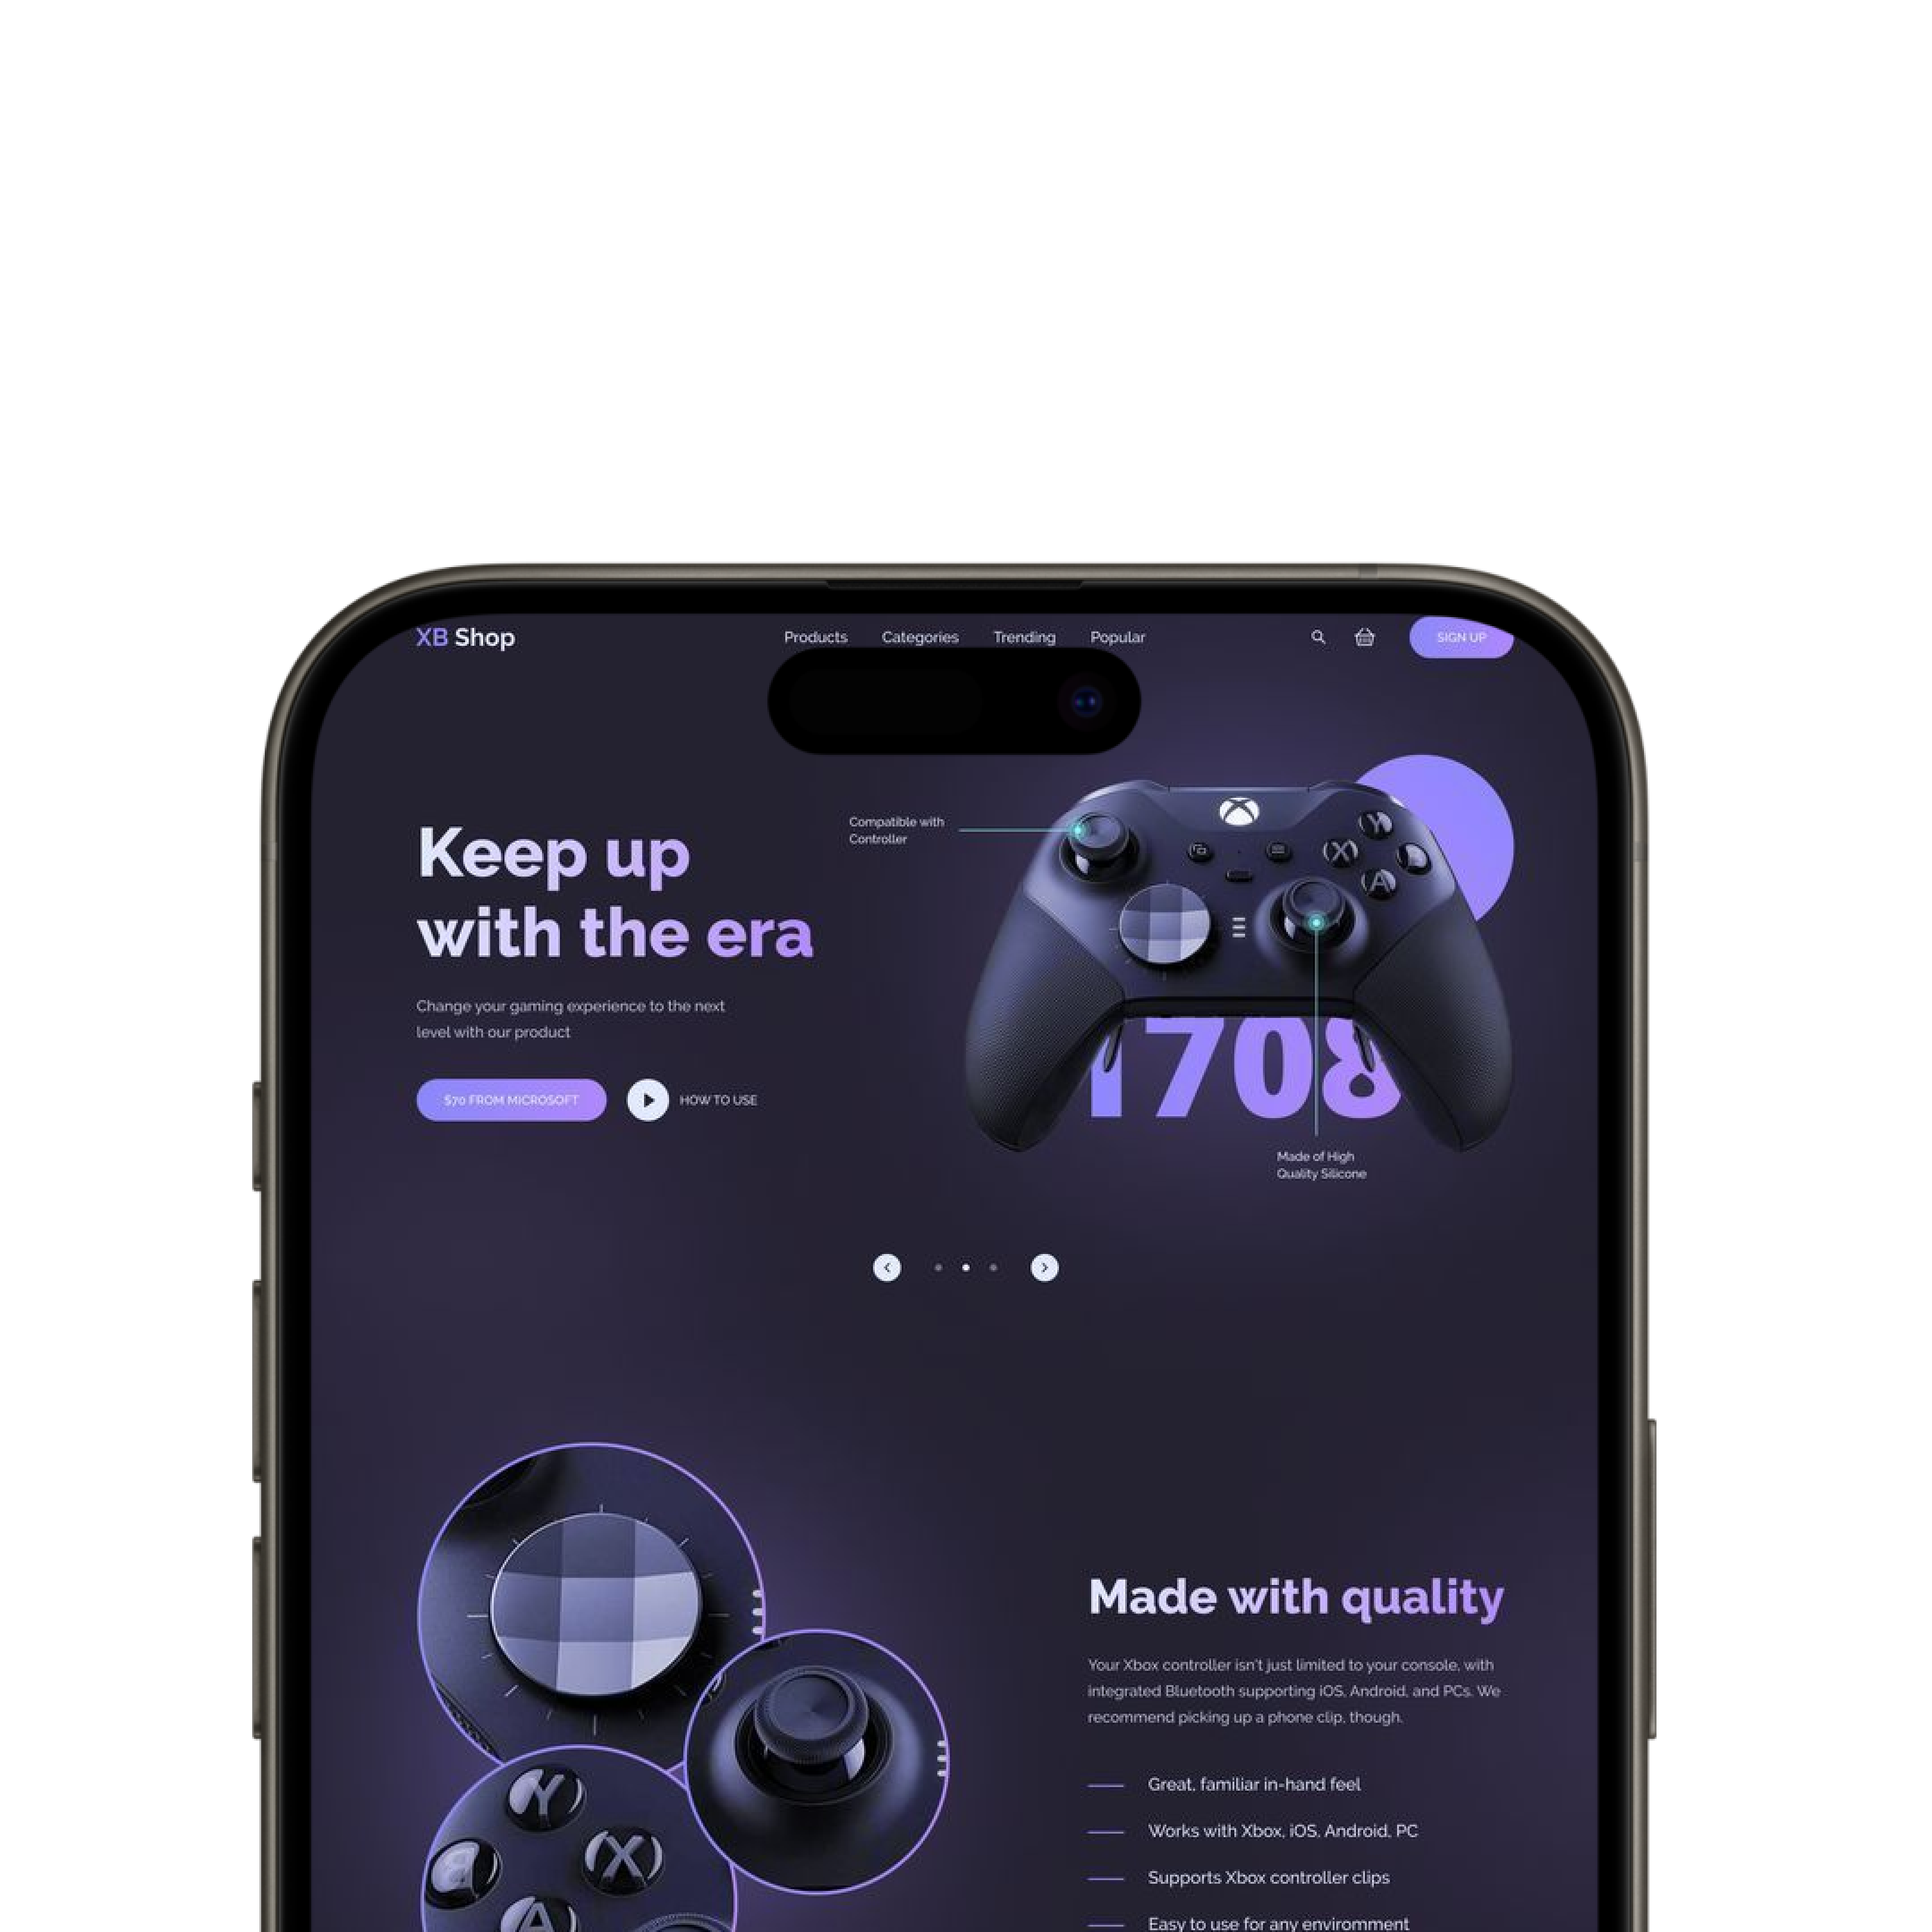 XB Shop
Products Categories Trending Popular
SIGN UP
Compatible with
Controller
Keep up
with the era
Y
X
A
Change your gaming experience to the next
level with our product
$70 FROM MICROSOFT
HOW TO USE
1708
Made of High
Quality Silicone
Made with quality
Your Xbox controller isn't just limited to your console, with
integrated Bluetooth supporting iOS, Android, and PCs. We
recommend picking up a phone clip, though.
Great, familiar in-hand feel
Works with Xbox, iOS, Android, PC
Supports Xbox controller clips
Easy to use for any enviromment
Y
X
B
A